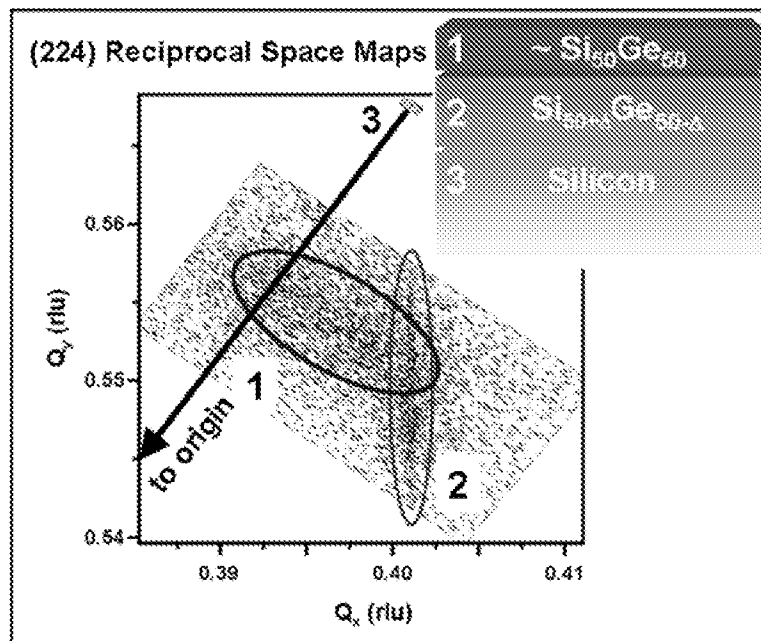 (224) Reciprocal Space Maps
1 ~ Si50Ge50
2 Si50+ΔGe50-Δ
3 Silicon
3
0.56
0.55
0.54
Qy (rlu)
1
to origin
2
0.39
0.40
0.41
Qx (rlu)